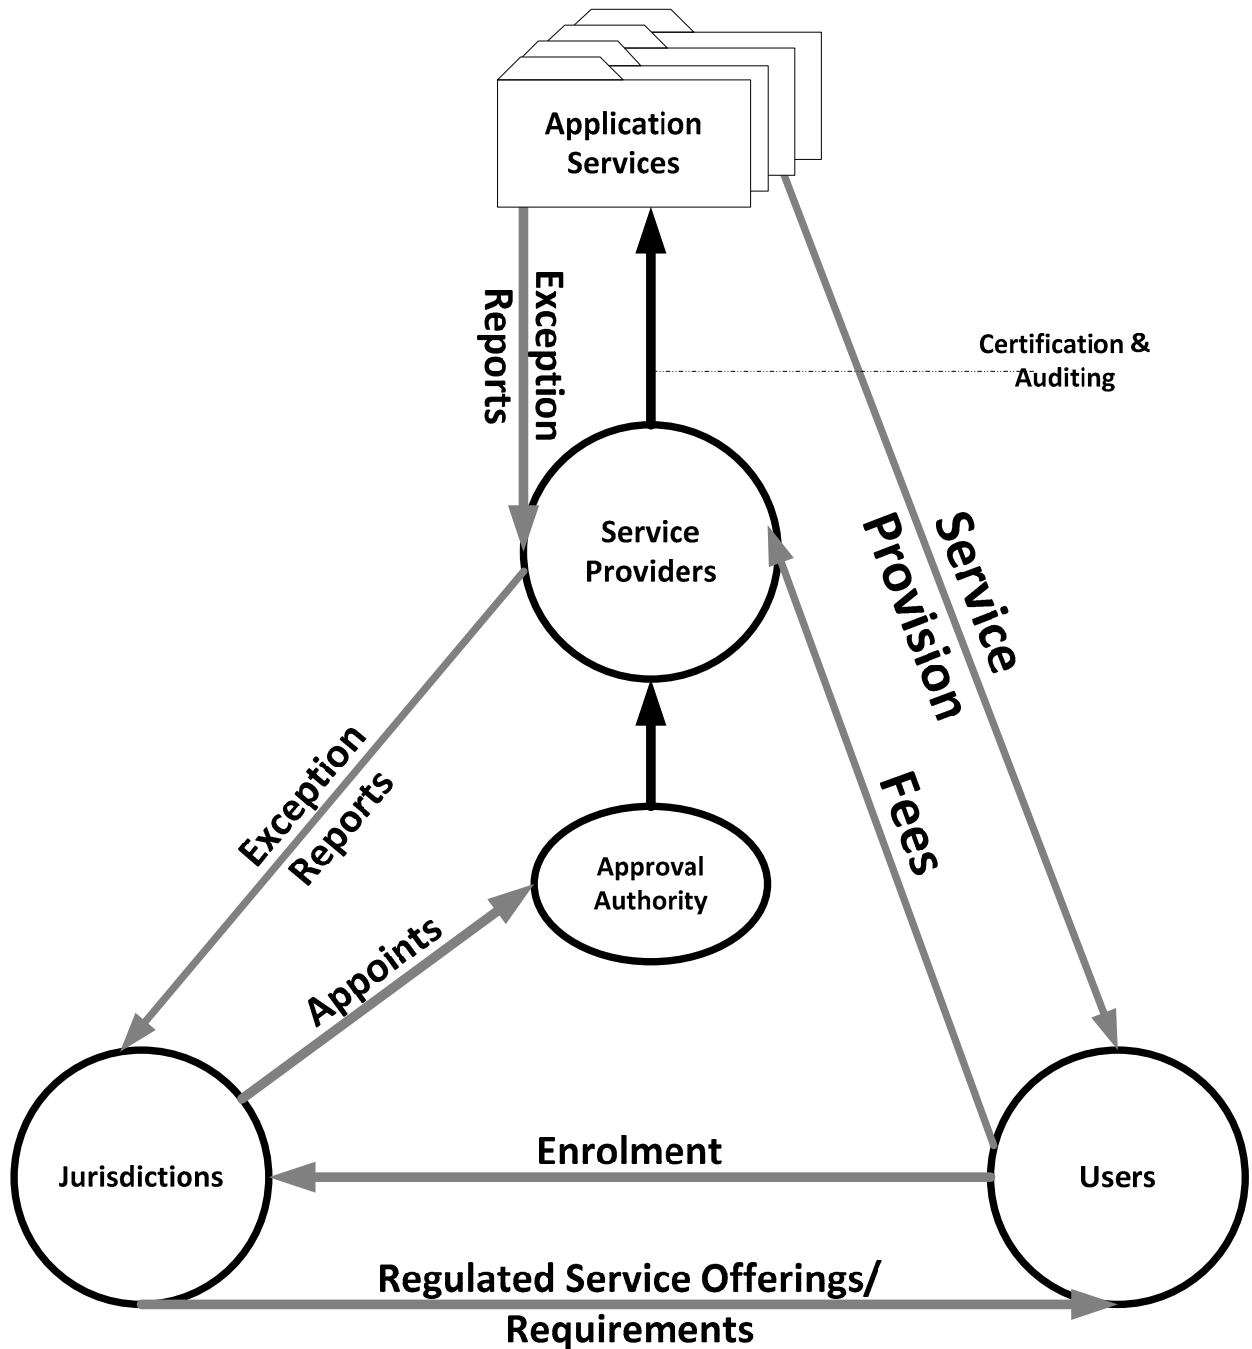 Application
Services
Exception
Reports
Certification &
Auditing
Service
Providers
Service
Provision
Exception
Reports
Fees
Approval
Authority
Appoints
Enrolment
Jurisdictions
Users
Regulated Service Offerings/
Requirements